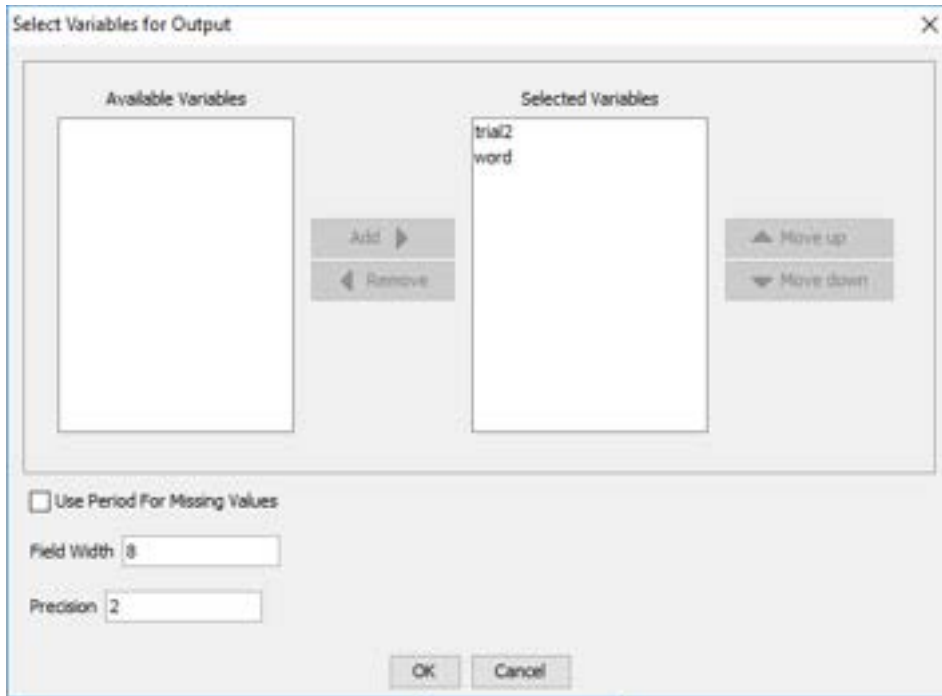 Select Variables for Output
Available Variables
Selected Variables
trial2
word
Add
Remove
Move up
Move down
Use Period For Missing Values
Field Width 8
Precision 2
OK Cancel